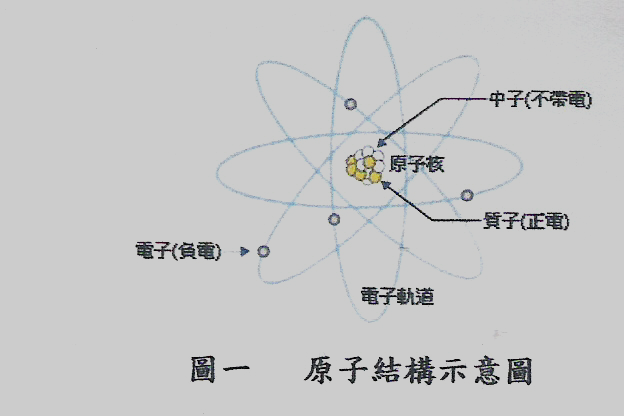 中子(不帶電)
原子核
質子(正電)
電子(負電)
電子軌道
圖一 原子結構示意圖